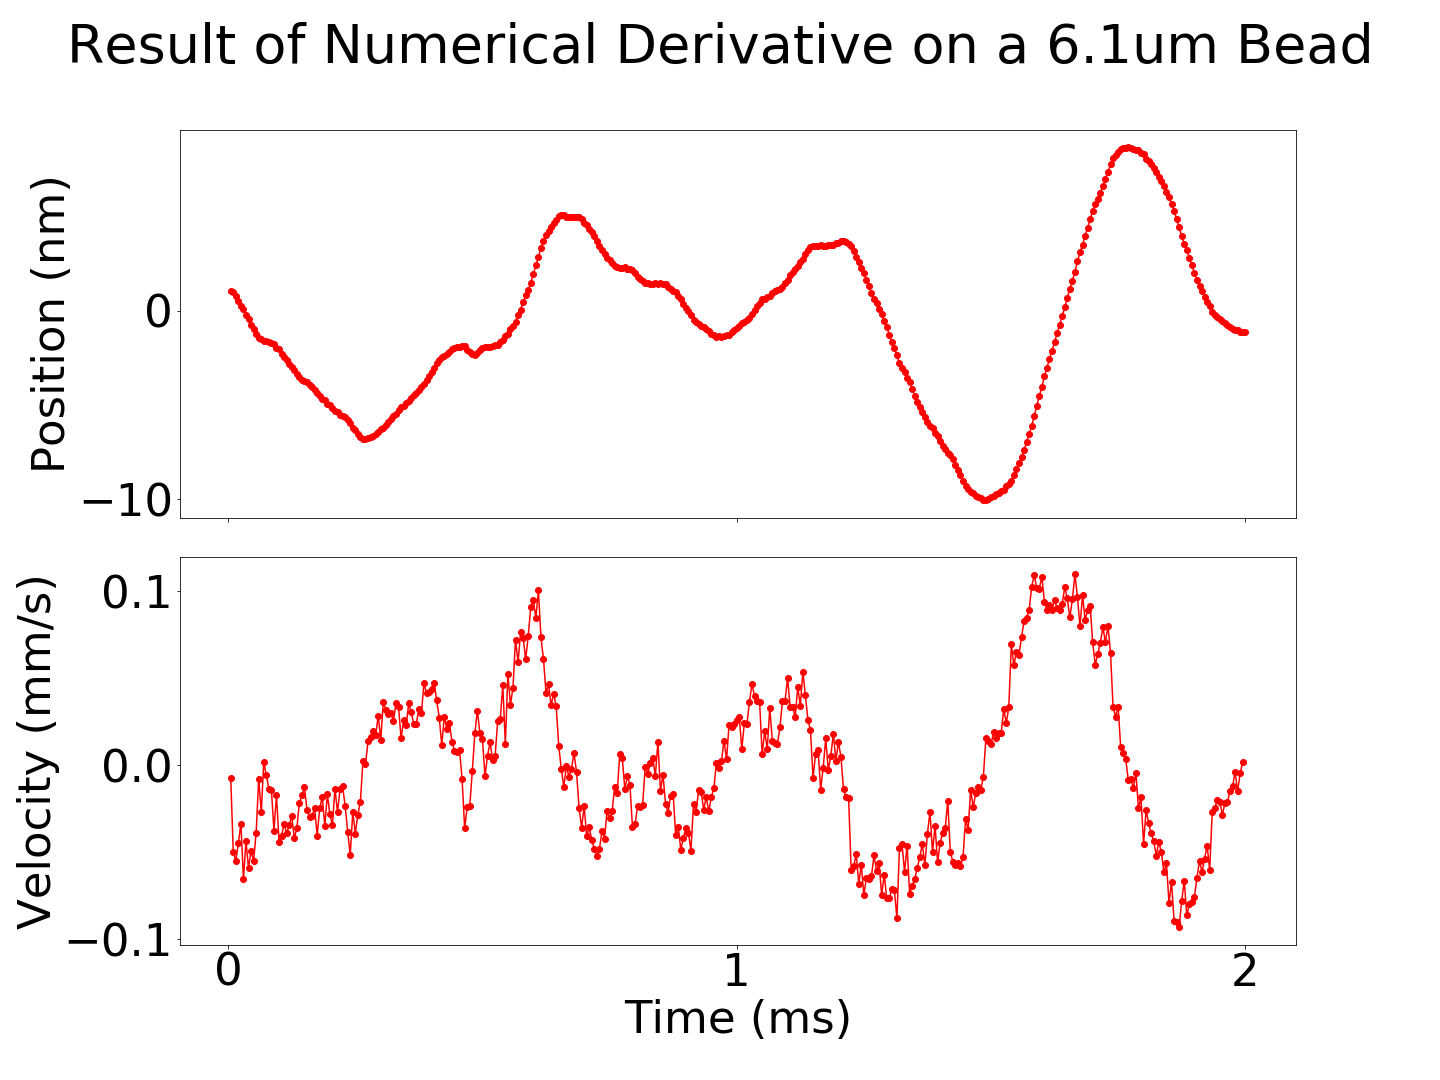 Result of Numerical Derivative on a 6.1um Bead
Position (nm)
0
−10
Velocity (mm/s)
0.1
0.0
−0.1
0 1 2
Time (ms)